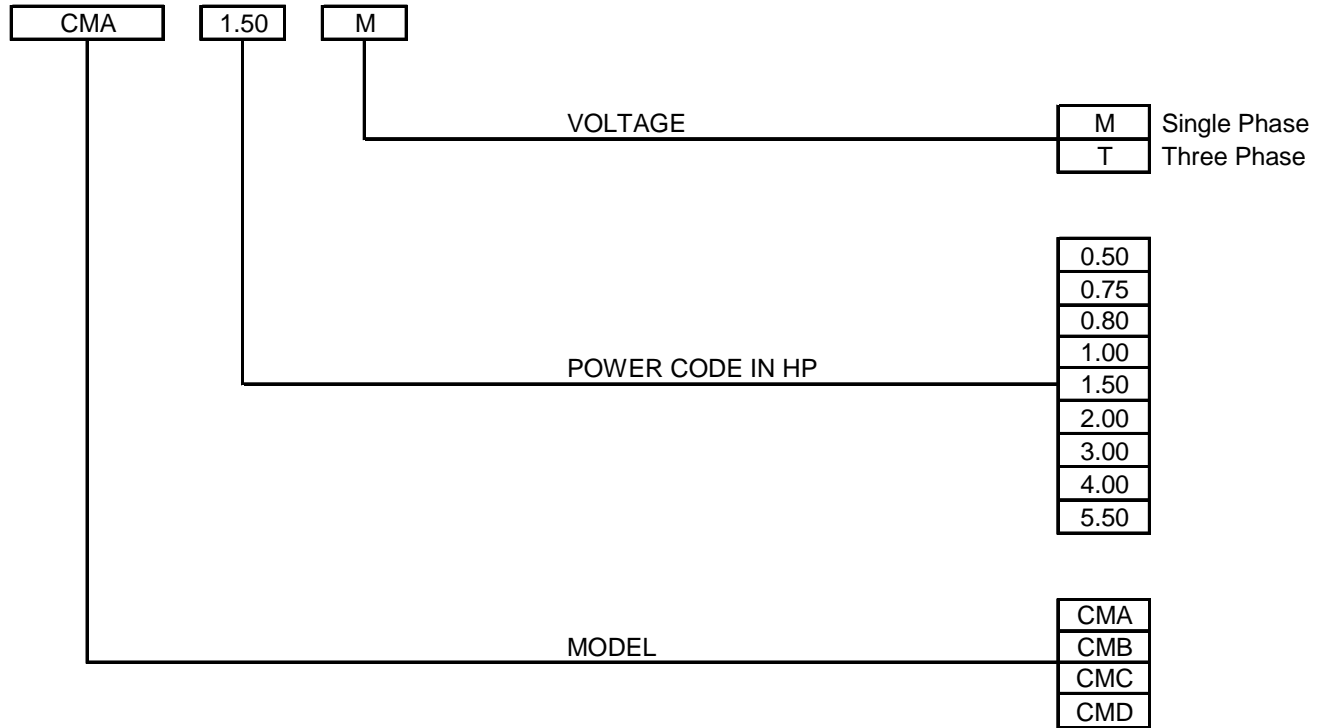 CMA 1.50 M
VOLTAGE M Single Phase
T Three Phase
0.50
0.75
0.80
1.00
POWER CODE IN HP
1.50
2.00
3.00
4.00
5.50
CMA
MODEL CMB
CMC
CMD